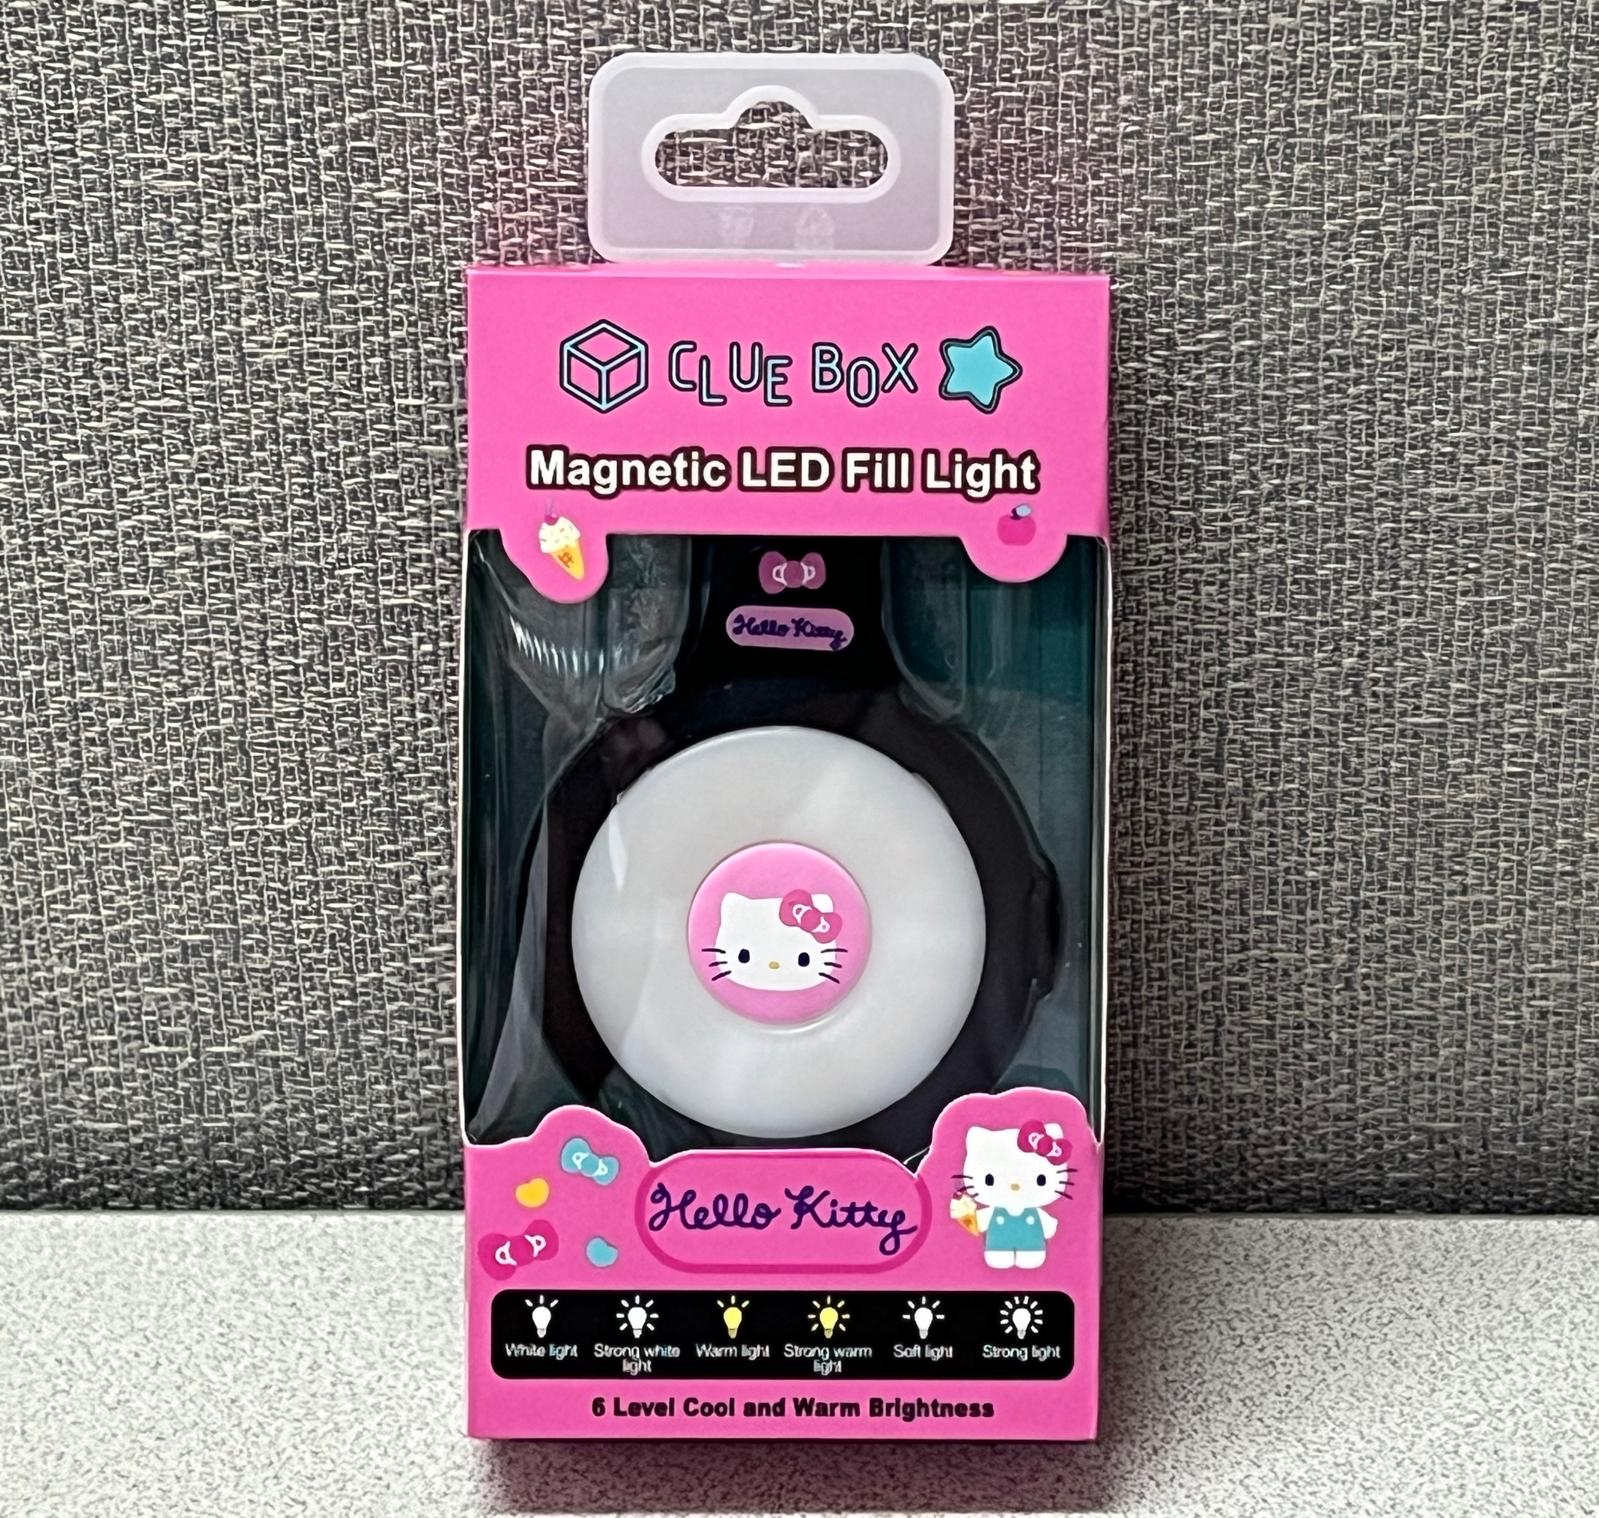 CLUE BOX
Magnetic LED Fill Light
Hello Kitty
Hello Kitty
White light Strong white light Warm light Strong warm light Soft light Strong light
6 Level Cool and Warm Brightness